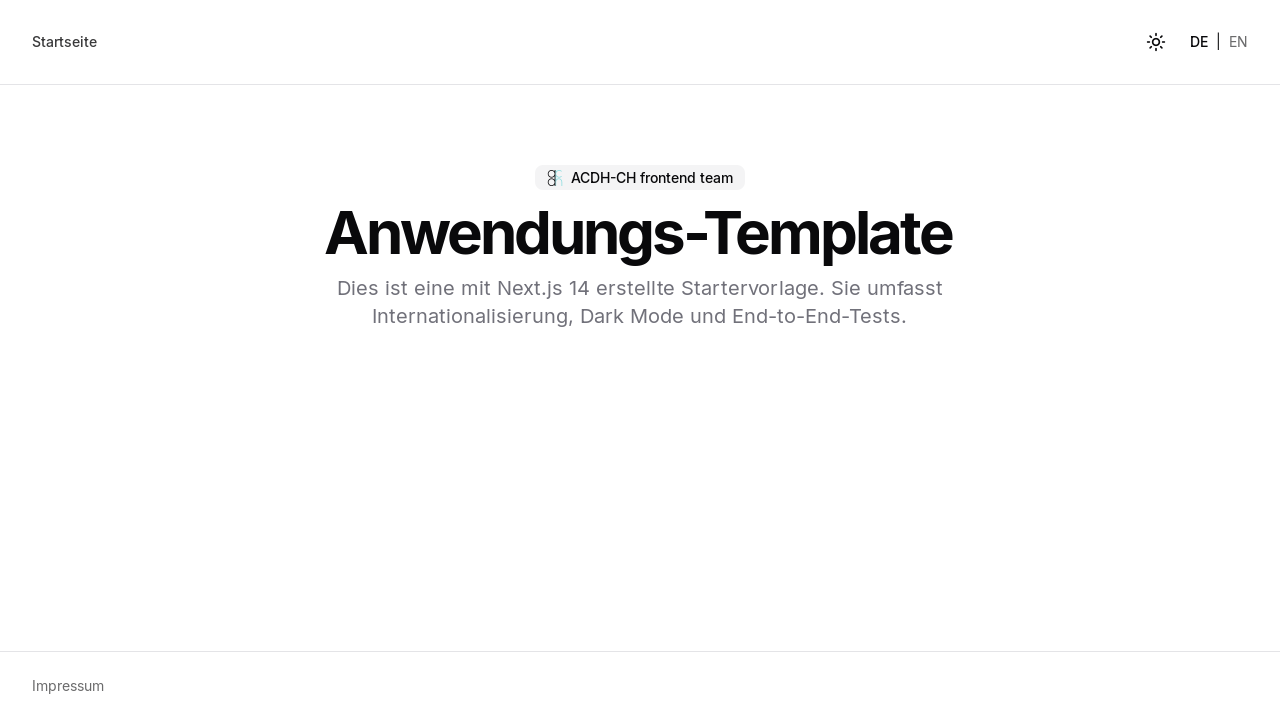 Startseite
DE | EN
ACDH-CH frontend team
Anwendungs-Template
Dies ist eine mit Next.js 14 erstellte Startervorlage. Sie umfasst
Internationalisierung, Dark Mode und End-to-End-Tests.
Impressum